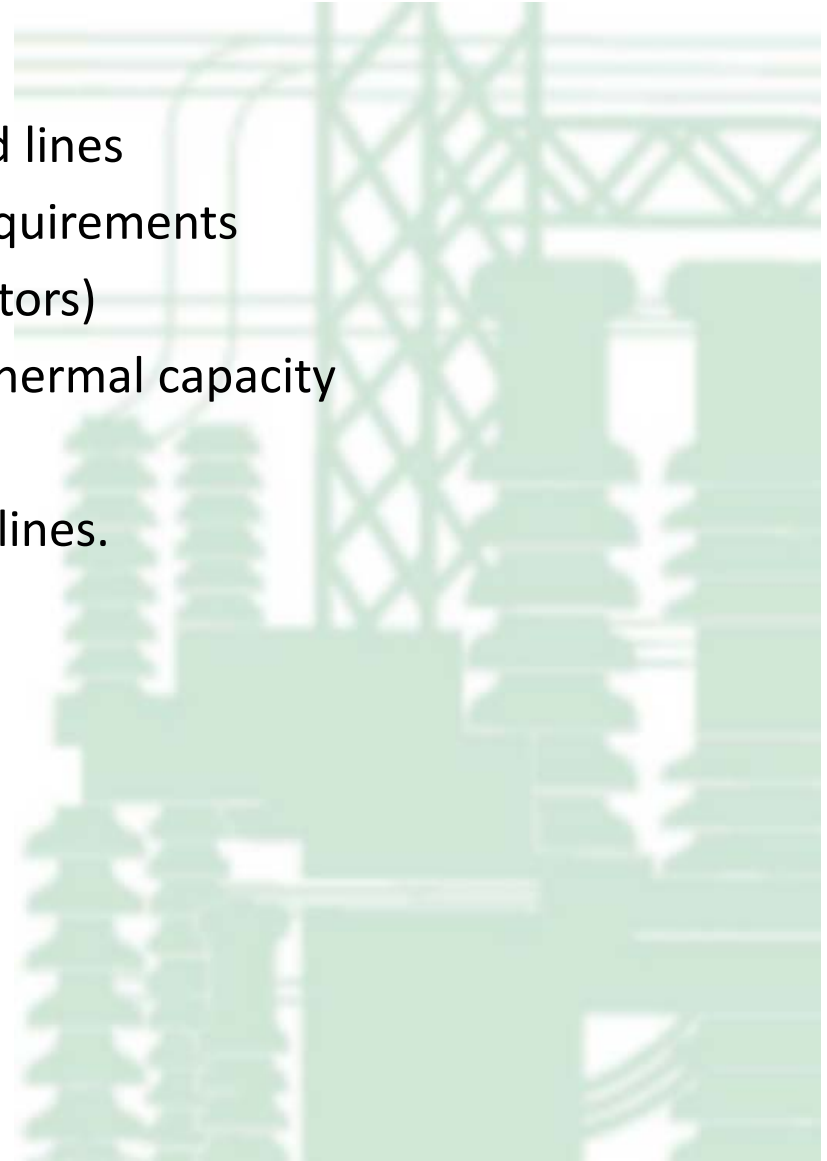 d lines
quirements
tors)
hermal capacity
lines.